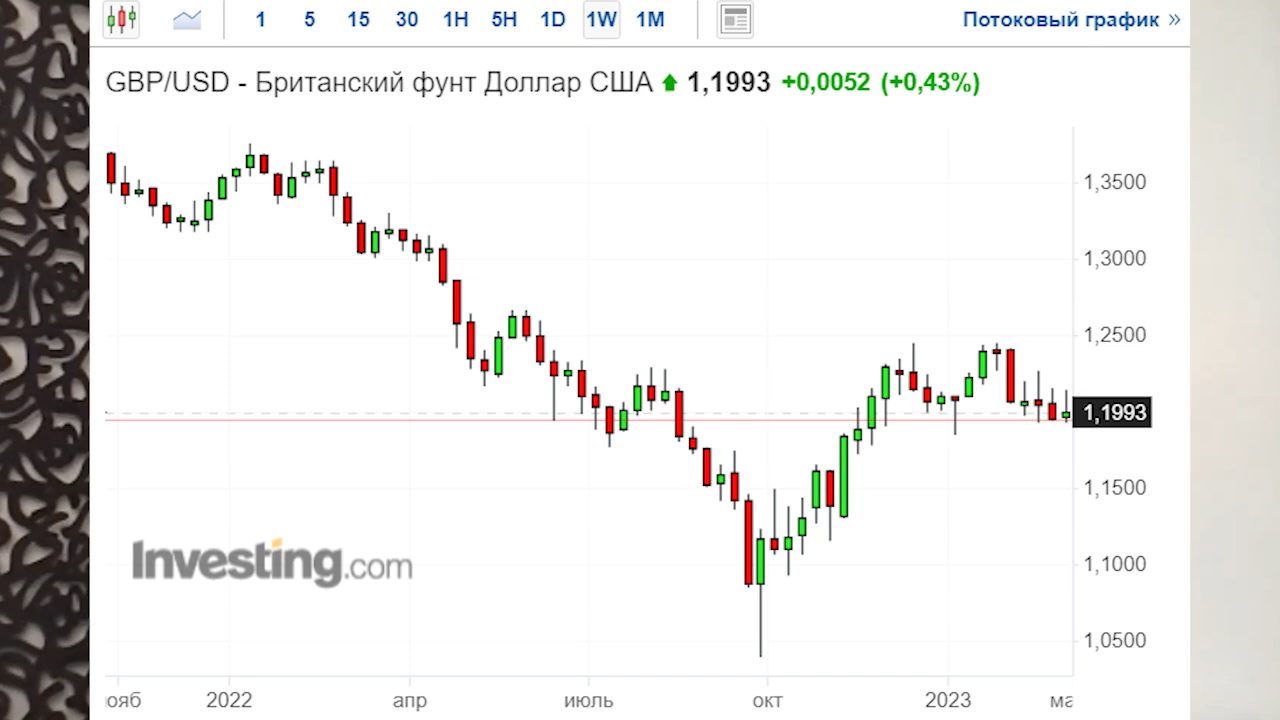 1 5 15 30 1H 5H 1D 1W 1M Потоковый график »
GBP/USD - Британский фунт Доллар США 1,1993 +0,0052 (+0,43%)
1,3500
1,3000
1,2500
1,1993
1,1500
1,1000
1,0500
Investing.com
нояб 2022 апр июль окт 2023 ма